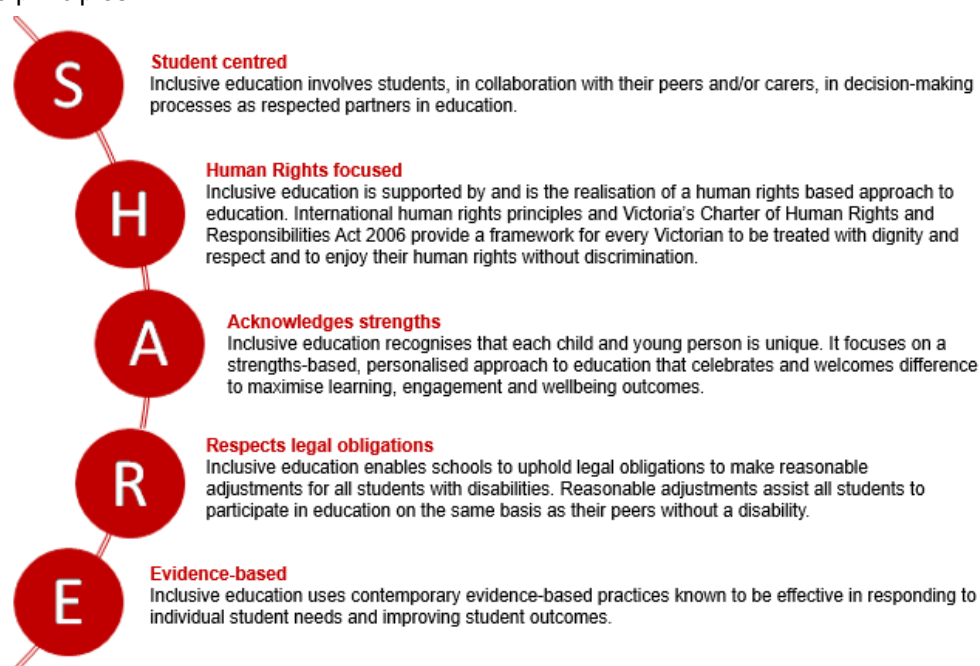 S
Student centred
Inclusive education involves students, in collaboration with their peers and/or carers, in decision-making
processes as respected partners in education.
H
Human Rights focused
Inclusive education is supported by and is the realisation of a human rights based approach to
education. International human rights principles and Victoria's Charter of Human Rights and
Responsibilities Act 2006 provide a framework for every Victorian to be treated with dignity and
respect and to enjoy their human rights without discrimination.
A
Acknowledges strengths
Inclusive education recognises that each child and young person is unique. It focuses on a
strengths-based, personalised approach to education that celebrates and welcomes difference
to maximise learning, engagement and wellbeing outcomes.
R
Respects legal obligations
Inclusive education enables schools to uphold legal obligations to make reasonable
adjustments for all students with disabilities. Reasonable adjustments assist all students to
participate in education on the same basis as their peers without a disability.
E
Evidence-based
Inclusive education uses contemporary evidence-based practices known to be effective in responding to
individual student needs and improving student outcomes.